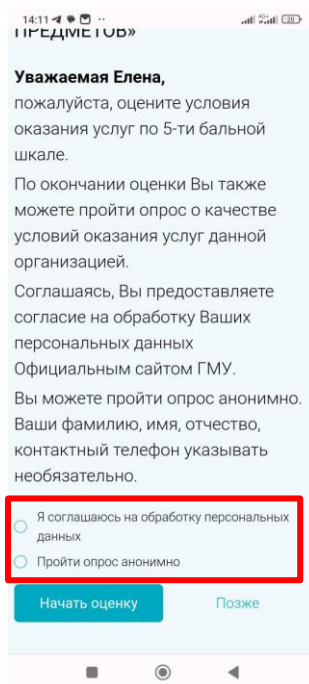 14:11
4G+
20
ПРЕДМЕТОВ»
Уважаемая Елена,
пожалуйста, оцените условия
оказания услуг по 5-ти бальной
шкале.
По окончании оценки Вы также
можете пройти опрос о качестве
условий оказания услуг данной
организацией.
Соглашаясь, Вы предоставляете
согласие на обработку Ваших
персональных данных
Официальным сайтом ГМУ.
Вы можете пройти опрос анонимно.
Ваши фамилию, имя, отчество,
контактный телефон указывать
необязательно.
Я соглашаюсь на обработку персональных
данных
Пройти опрос анонимно
Начать оценку Позже